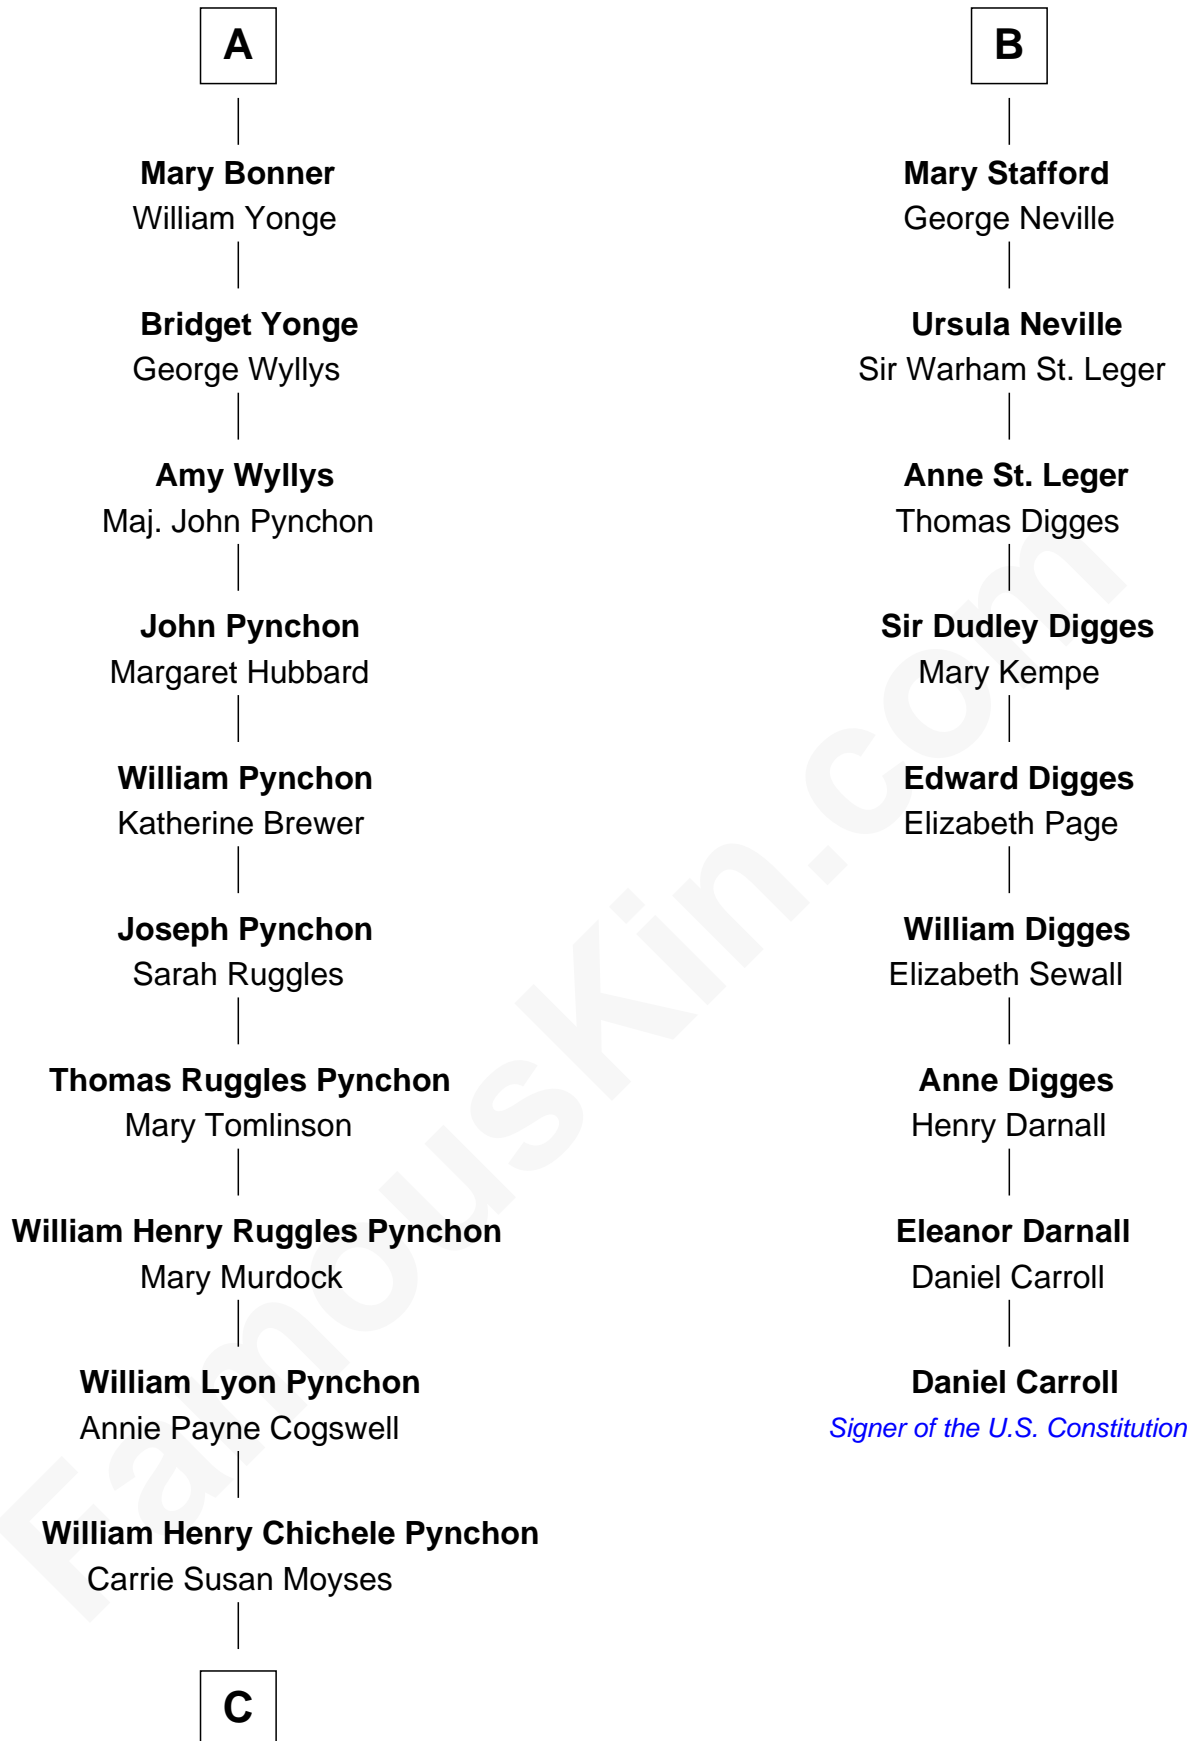 A
Mary Bonner
William Yonge
Bridget Yonge
George Wyllys
Amy Wyllys
Maj. John Pynchon
John Pynchon
Margaret Hubbard
William Pynchon
Katherine Brewer
Joseph Pynchon
Sarah Ruggles
Thomas Ruggles Pynchon
Mary Tomlinson
William Henry Ruggles Pynchon
Mary Murdock
William Lyon Pynchon
Annie Payne Cogswell
William Henry Chichele Pynchon
Carrie Susan Moyses
C
B
Mary Stafford
George Neville
Ursula Neville
Sir Warham St. Leger
Anne St. Leger
Thomas Digges
Sir Dudley Digges
Mary Kempe
Edward Digges
Elizabeth Page
William Digges
Elizabeth Sewall
Anne Digges
Henry Darnall
Eleanor Darnall
Daniel Carroll
Daniel Carroll
Signer of the U.S. Constitution
FamousKin.com